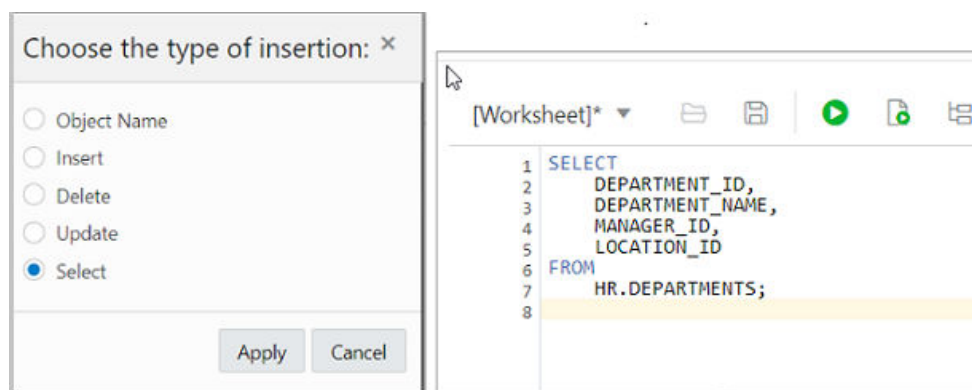 Choose the type of insertion: ×
Object Name
Insert
Delete
Update
Select
Apply Cancel
[Worksheet]*
1 SELECT
2 DEPARTMENT_ID,
3 DEPARTMENT_NAME,
4 MANAGER_ID,
5 LOCATION_ID
6 FROM
7 HR.DEPARTMENTS;
8